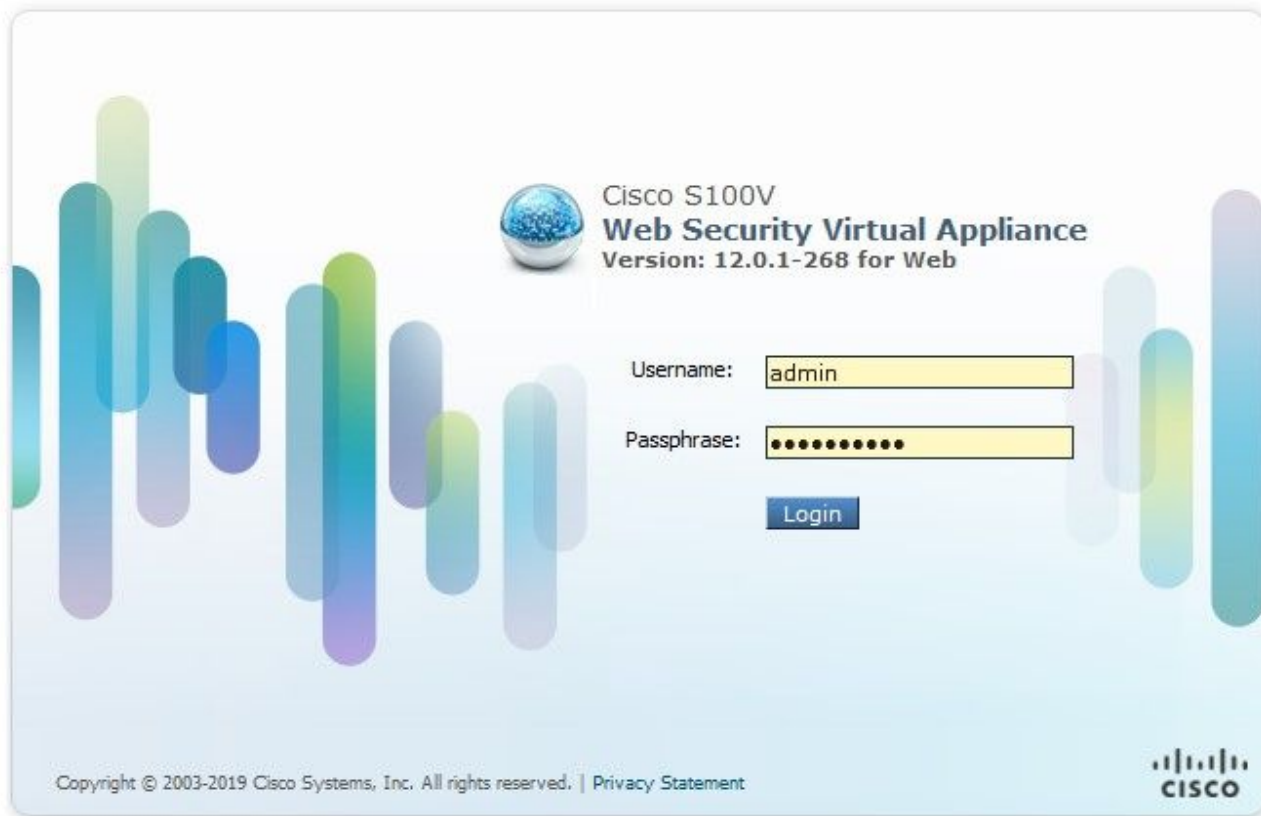 Cisco S100V
Web Security Virtual Appliance
Version: 12.0.1-268 for Web
Username: admin
Passphrase: ••••••••••
Login
Copyright © 2003-2019 Cisco Systems, Inc. All rights reserved. | Privacy Statement
CISCO